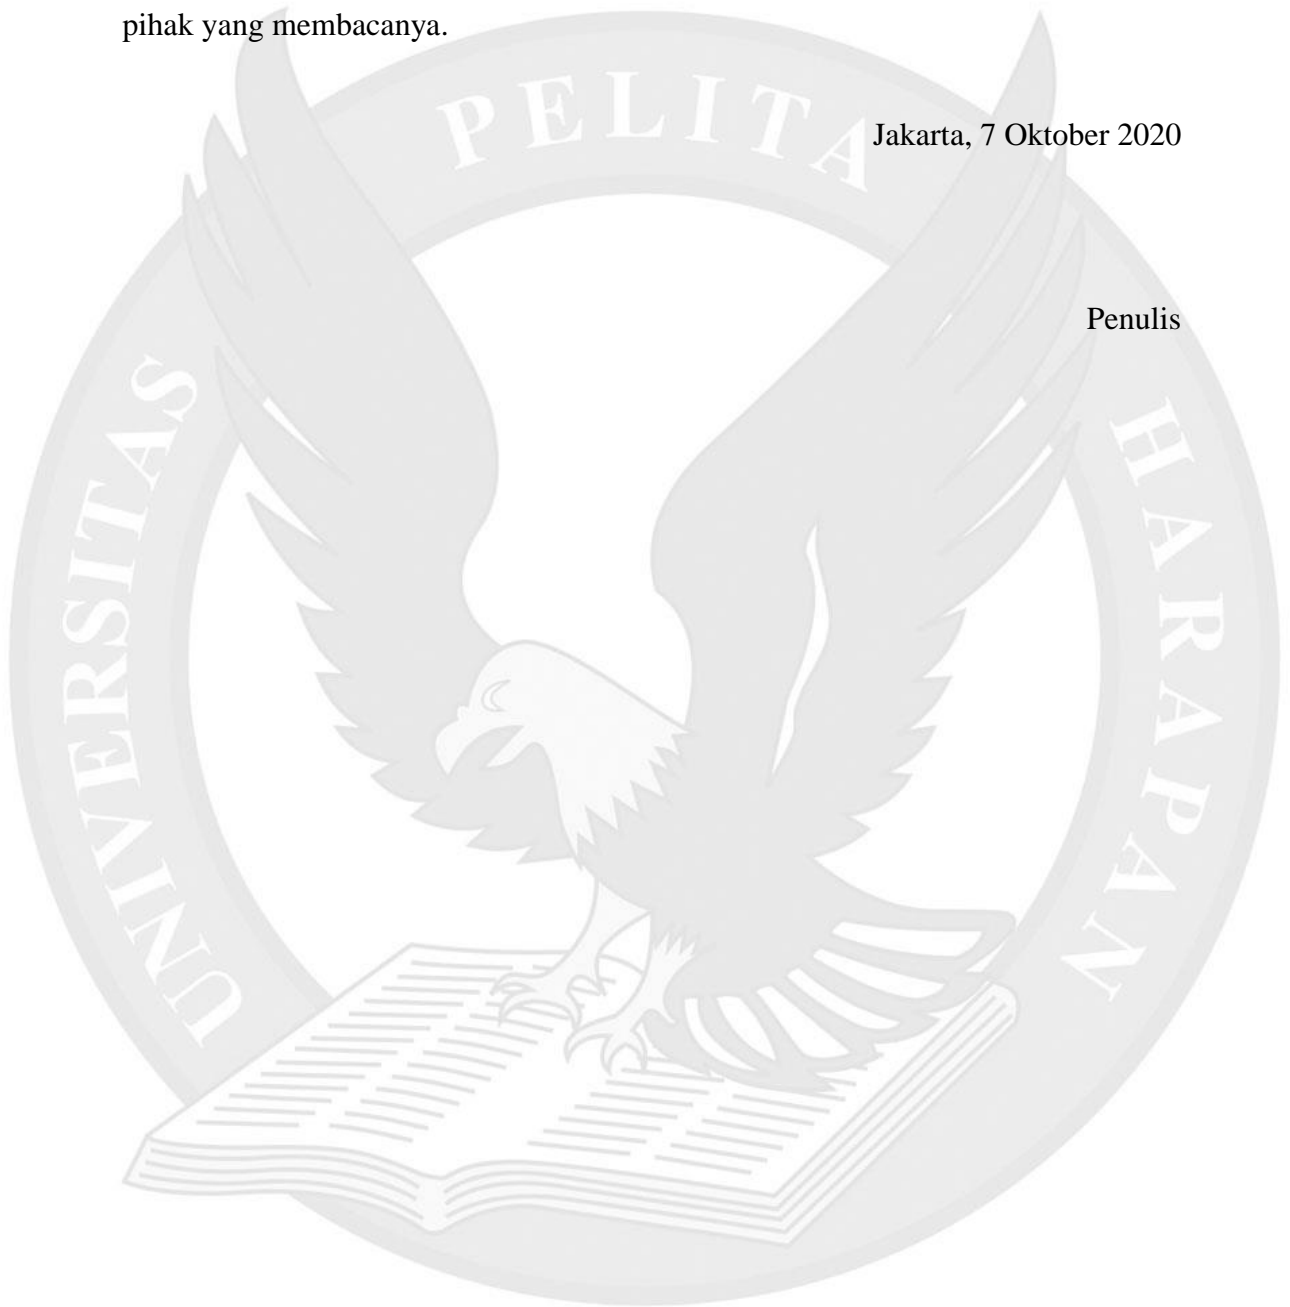 pihak yang membacanya.
PELITA
Jakarta, 7 Oktober 2020
Penulis
UNIVERSITAS
HARAPAN